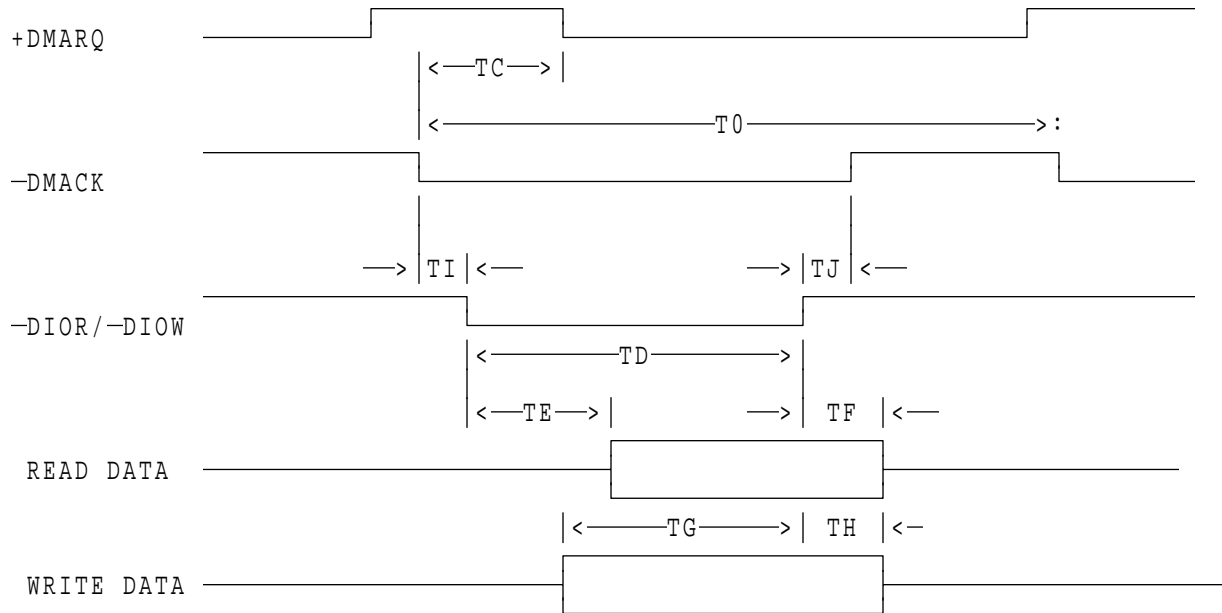 +DMARQ
|<—TC—>|
|<——T0——>:
—DMACK
—>|TI|<— —>|TJ|<—
—DIOR/—DIOW
|<——TD——>|
|<—TE—>| —>| TF |<—
READ DATA
|<——TG——>| TH |<—
WRITE DATA